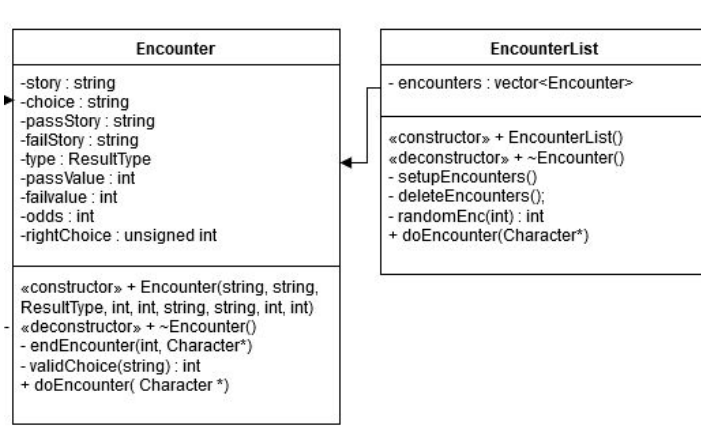 Encounter
-story : string
-choice : string
-passStory : string
-failStory : string
-type : ResultType
-passValue : int
-failvalue : int
-odds : int
-rightChoice : unsigned int
«constructor» + Encounter(string, string,
ResultType, int, int, string, string, int, int)
«deconstructor» + ~Encounter()
- endEncounter(int, Character*)
- validChoice(string) : int
+ doEncounter( Character *)
EncounterList
- encounters : vector<Encounter>
«constructor» + EncounterList()
«deconstructor» + ~Encounter()
- setupEncounters()
- deleteEncounters();
- randomEnc(int) : int
+ doEncounter(Character*)